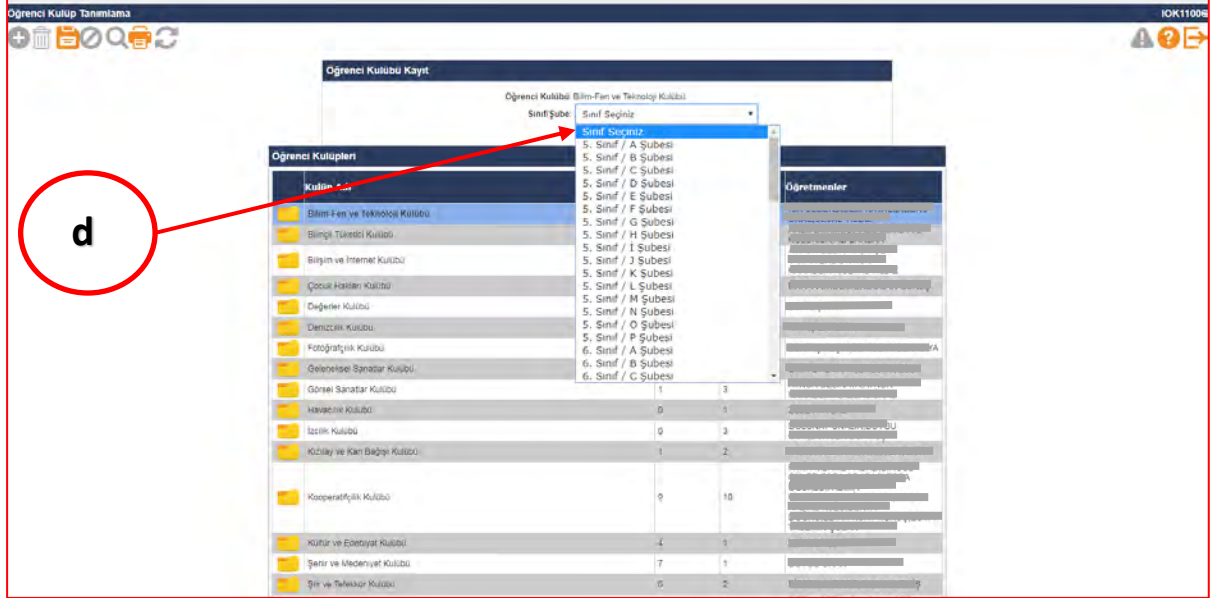 Öğrenci Kulüp Tanımlama
IOK11006
Öğrenci Kulübü Kayıt
Öğrenci Kulübü: Bilim-Fen ve Teknoloji Kulübü
Sınıf/Şube: Sınıf Seçiniz
Sınıf Seçiniz
5. Sınıf / A Şubesi
5. Sınıf / B Şubesi
5. Sınıf / C Şubesi
5. Sınıf / D Şubesi
5. Sınıf / E Şubesi
5. Sınıf / F Şubesi
5. Sınıf / G Şubesi
5. Sınıf / H Şubesi
5. Sınıf / İ Şubesi
5. Sınıf / J Şubesi
5. Sınıf / K Şubesi
5. Sınıf / L Şubesi
5. Sınıf / M Şubesi
5. Sınıf / N Şubesi
5. Sınıf / O Şubesi
5. Sınıf / P Şubesi
6. Sınıf / A Şubesi
6. Sınıf / B Şubesi
6. Sınıf / C Şubesi
d
Öğrenci Kulüpleri
Kulüp Öğretmenler
Bilim-Fen ve Teknoloji Kulübü
Bilinçli Tüketici Kulübü
Bilişim ve İnternet Kulübü
Çocuk Hakları Kulübü
Değerler Kulübü
Denizcilik Kulübü
Fotoğrafçılık Kulübü
Geleneksel Sanatlar Kulübü
Görsel Sanatlar Kulübü 1 3
Havacılık Kulübü 0 1
İzcilik Kulübü 0 3
Kızılay ve Kan Bağışı Kulübü 1 2
Kooperatifçilik Kulübü 10
Kültür ve Edebiyat Kulübü 4 1
Şehir ve Medeniyet Kulübü 7 1
Şiir ve Tefekkür Kulübü 2